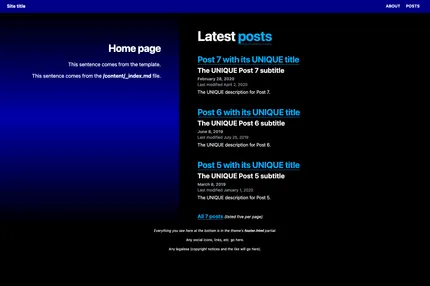 Site title
ABOUT POSTS
Home page
This sentence comes from the template.
This sentence comes from the /content/_index.md file.
Latest posts
Post 7 with its UNIQUE title
The UNIQUE Post 7 subtitle
February 28, 2020
Last modified April 2, 2020
The UNIQUE description for Post 7.
Post 6 with its UNIQUE title
The UNIQUE Post 6 subtitle
June 8, 2019
Last modified July 20, 2019
The UNIQUE description for Post 6.
Post 5 with its UNIQUE title
The UNIQUE Post 5 subtitle
March 8, 2019
Last modified January 1, 2020
The UNIQUE description for Post 5.
All 7 posts (listed five per page)
Everything you see here at the bottom is in the theme's footer.html partial.
Any social icons, links, etc. go here.
Any legalese (copyright notices and the like will go here).